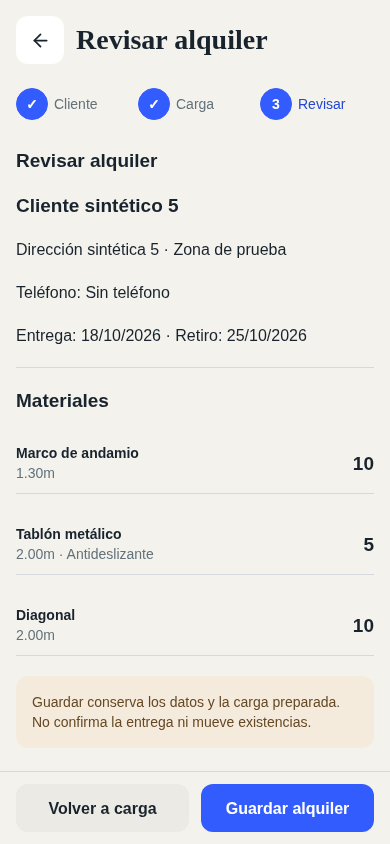 Revisar alquiler
✓ Cliente ✓ Carga 3 Revisar
Revisar alquiler
Cliente sintético 5
Dirección sintética 5 · Zona de prueba
Teléfono: Sin teléfono
Entrega: 18/10/2026 · Retiro: 25/10/2026
Materiales
Marco de andamio
1.30m
10
Tablón metálico
2.00m · Antideslizante
5
Diagonal
2.00m
10
Guardar conserva los datos y la carga preparada.
No confirma la entrega ni mueve existencias.
Volver a carga Guardar alquiler